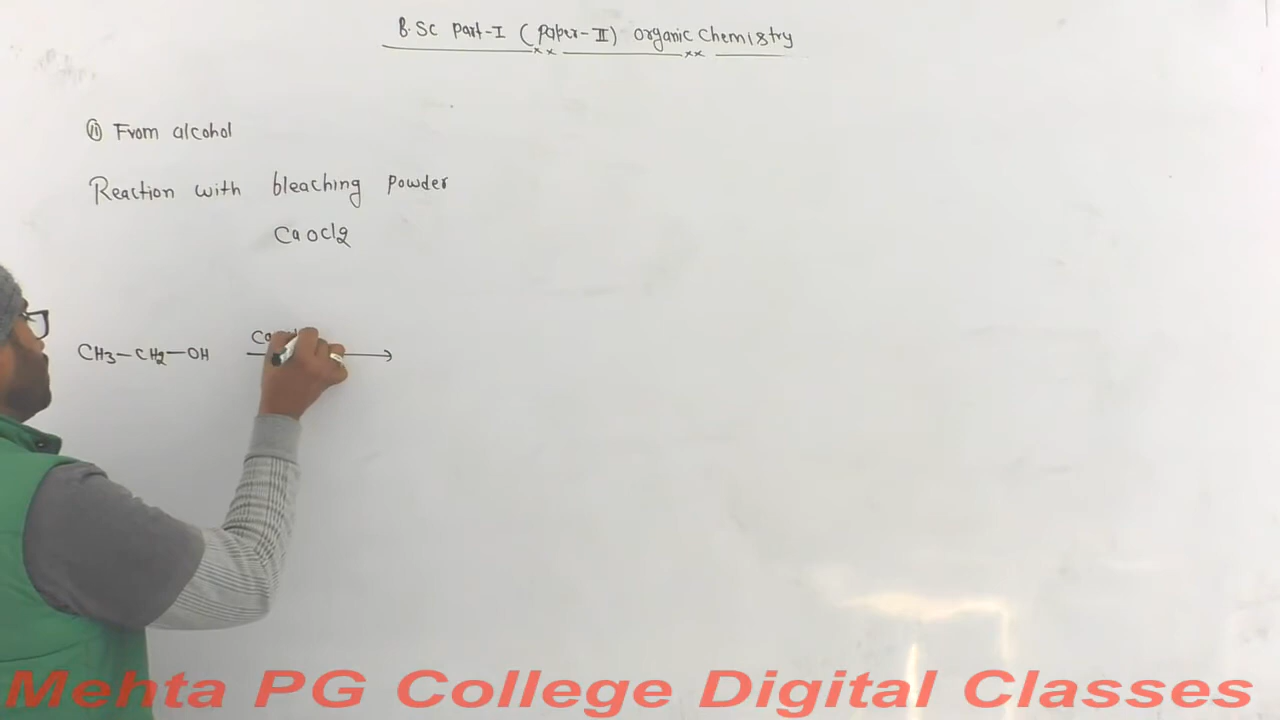 B.Sc Part-I (Paper-II) Organic Chemistry
(ii) From alcohol
Reaction with bleaching powder
CaOCl2
CH3-CH2-OH
Mehta PG College Digital Classes